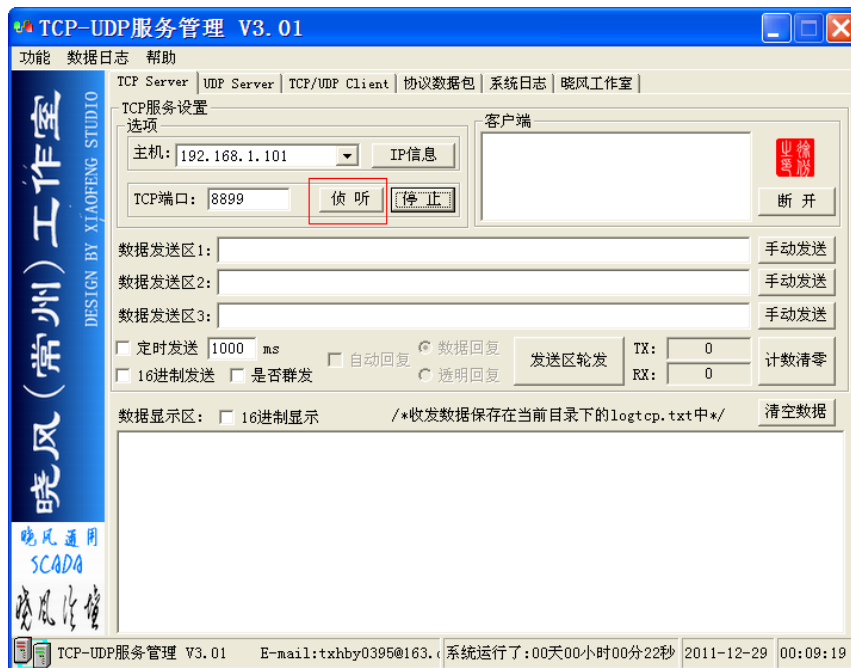 TCP-UDP服务管理 V3.01
功能 数据日志 帮助
TCP Server UDP Server TCP/UDP Client 协议数据包 系统日志 晓风工作室
TCP服务设置
选项
主机: 192.168.1.101 IP信息
TCP端口: 8899 侦听 停止
客户端
断开
数据发送区1: 手动发送
数据发送区2: 手动发送
数据发送区3: 手动发送
定时发送 1000 ms 自动回复 数据回复 发送区轮发 TX: 0 计数清零
16进制发送 是否群发 透明回复 RX: 0
数据显示区: 16进制显示 /*收发数据保存在当前目录下的logtcp.txt中*/ 清空数据
晓风(常州)工作室
DESIGN BY XIAOFENG STUDIO
晓风通用
SCADA
晓风论坛
TCP-UDP服务管理 V3.01 E-mail:txhby0395@163. 系统运行了:00天00小时00分22秒 2011-12-29 00:09:19